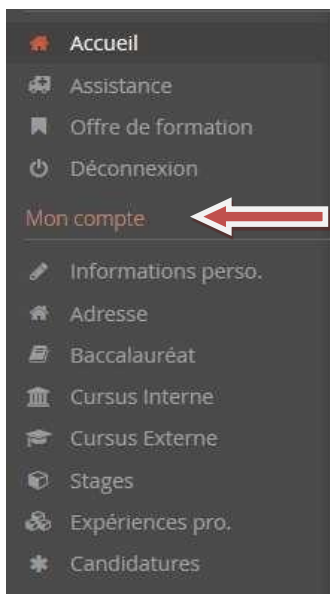 Accueil
Assistance
Offre de formation
Déconnexion
Mon compte
Informations perso.
Adresse
Baccalauréat
Cursus Interne
Cursus Externe
Stages
Expériences pro.
Candidatures